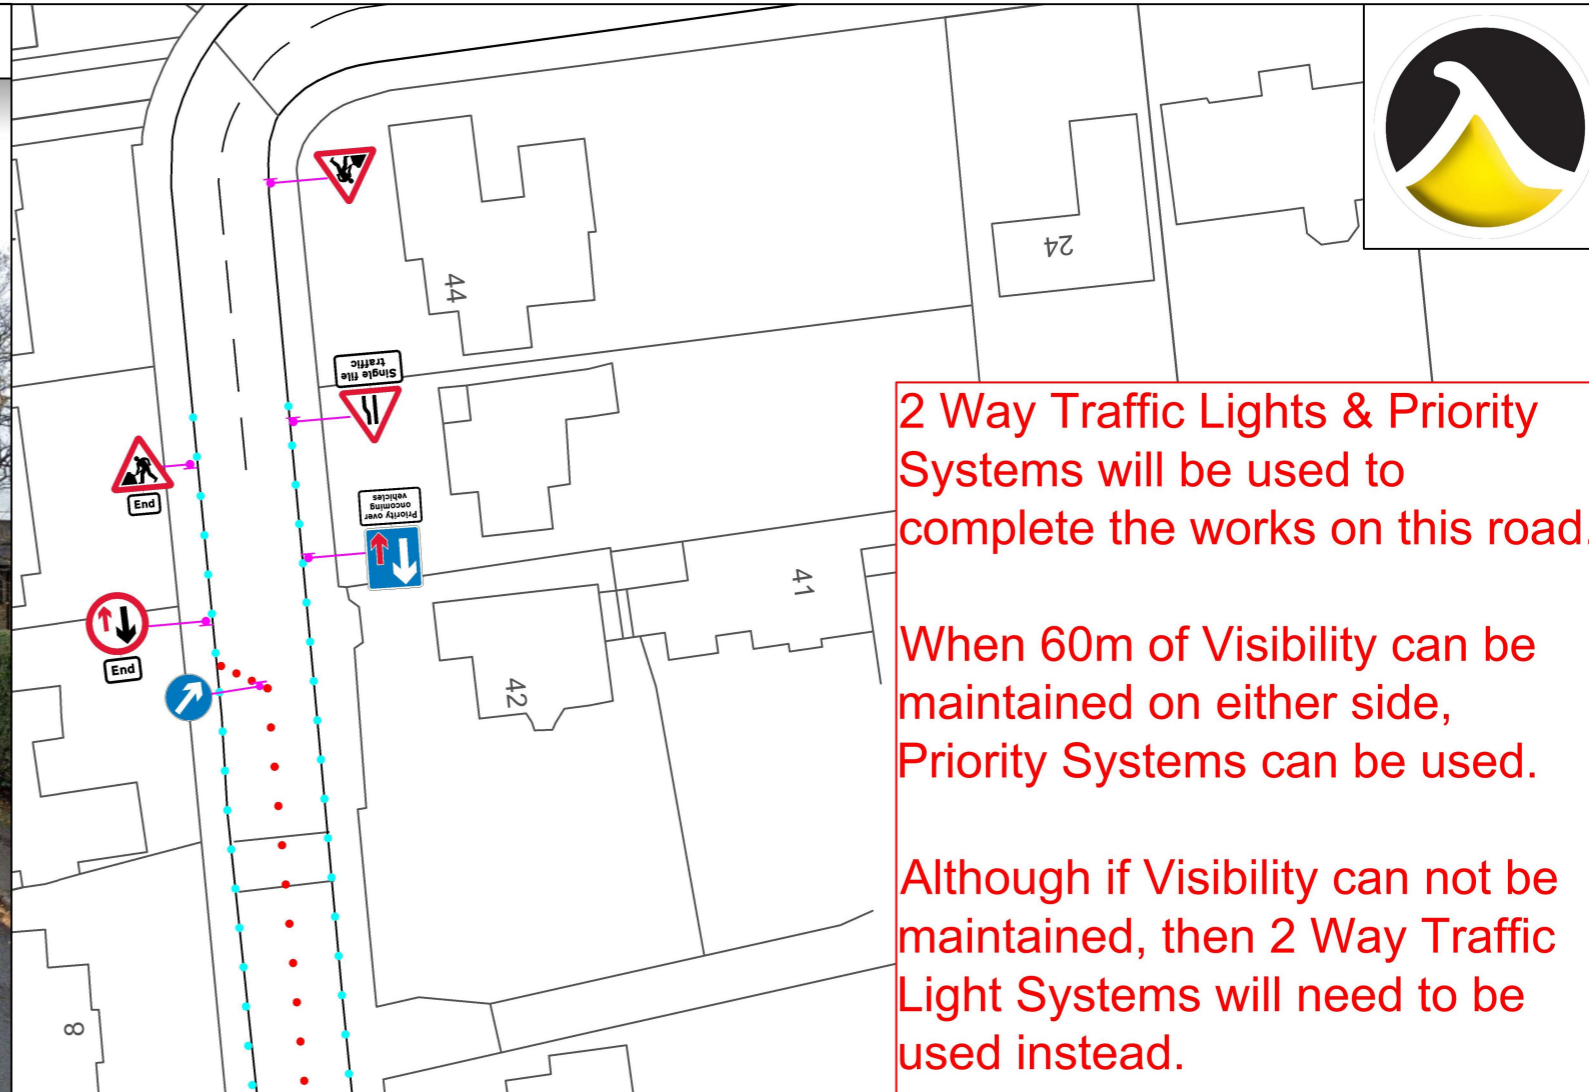 44
24
Single file
traffic
End
Priority over
oncoming
vehicles
End
41
42
8
2 Way Traffic Lights & Priority
Systems will be used to
complete the works on this road.
When 60m of Visibility can be
maintained on either side,
Priority Systems can be used.
Although if Visibility can not be
maintained, then 2 Way Traffic
Light Systems will need to be
used instead.